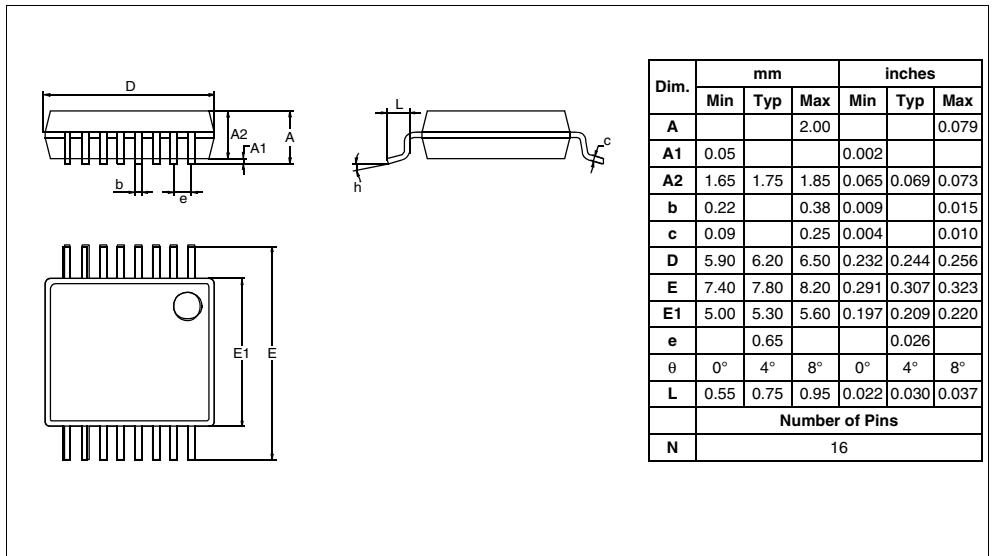 D
A2
A
A1
b
e
L
c
h
E1
E
Dim. mm inches
Min Typ Max Min Typ Max
A 2.00 0.079
A1 0.05 0.002
A2 1.65 1.75 1.85 0.065 0.069 0.073
b 0.22 0.38 0.009 0.015
c 0.09 0.25 0.004 0.010
D 5.90 6.20 6.50 0.232 0.244 0.256
E 7.40 7.80 8.20 0.291 0.307 0.323
E1 5.00 5.30 5.60 0.197 0.209 0.220
e 0.65 0.026
θ 0° 4° 8° 0° 4° 8°
L 0.55 0.75 0.95 0.022 0.030 0.037
Number of Pins
N 16